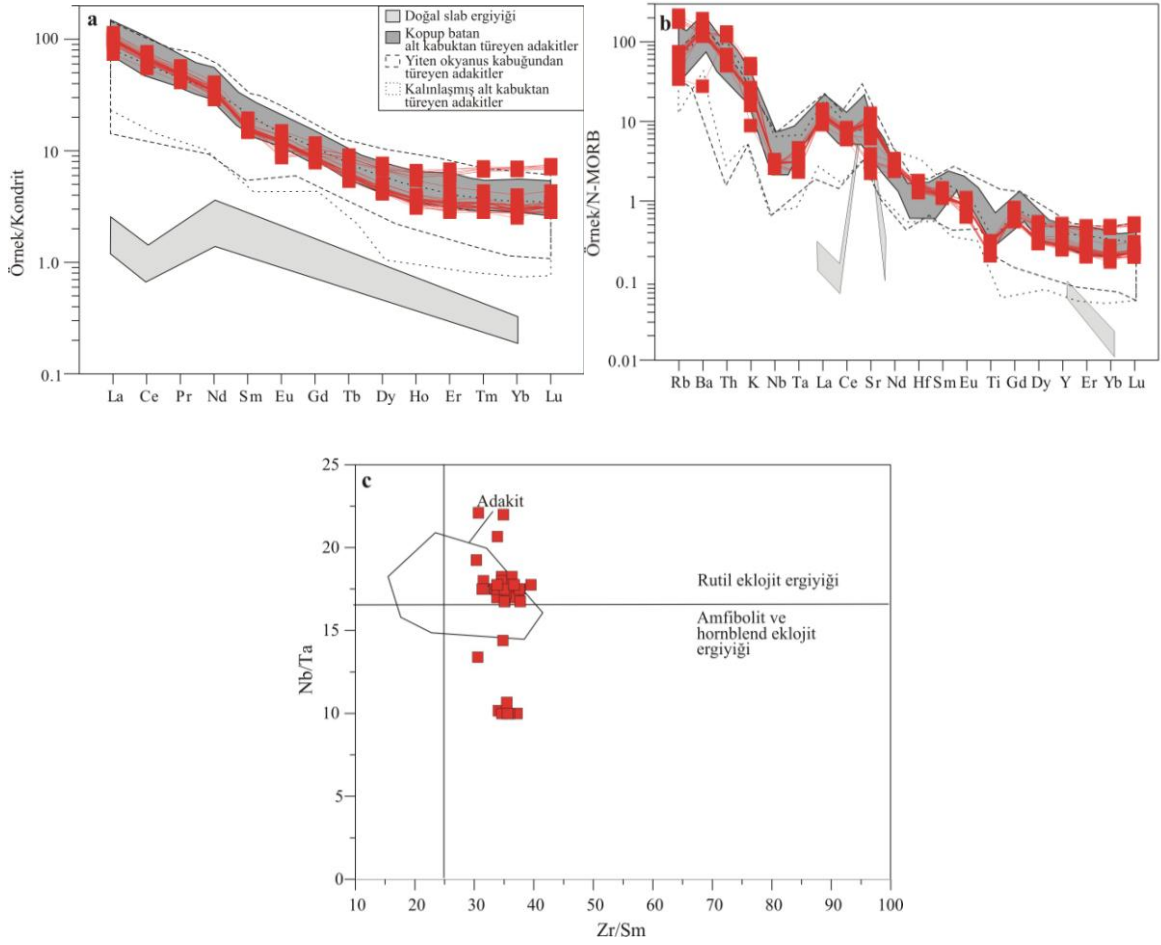 a
100
10
1.0
0.1
Örnek/Kondrit
Doğal slab ergiyiği
Kopup batan
alt kabuktan türeyen adakitler
Yiten okyanus kabuğundan
türeyen adakitler
Kalınlaşmış alt kabuktan
türeyen adakitler
La Ce Pr Nd Sm Eu Gd Tb Dy Ho Er Tm Yb Lu
b
100
10
1
0.1
0.01
Örnek/N-MORB
Rb Ba Th K Nb Ta La Ce Sr Nd Hf Sm Eu Ti Gd Dy Y Er Yb Lu
c
25
20
15
10
5
0
Nb/Ta
Adakit
Rutil eklojit ergiyiği
Amfibolit ve
hornblend eklojit
ergiyiği
10 20 30 40 50 60 70 80 90 100
Zr/Sm